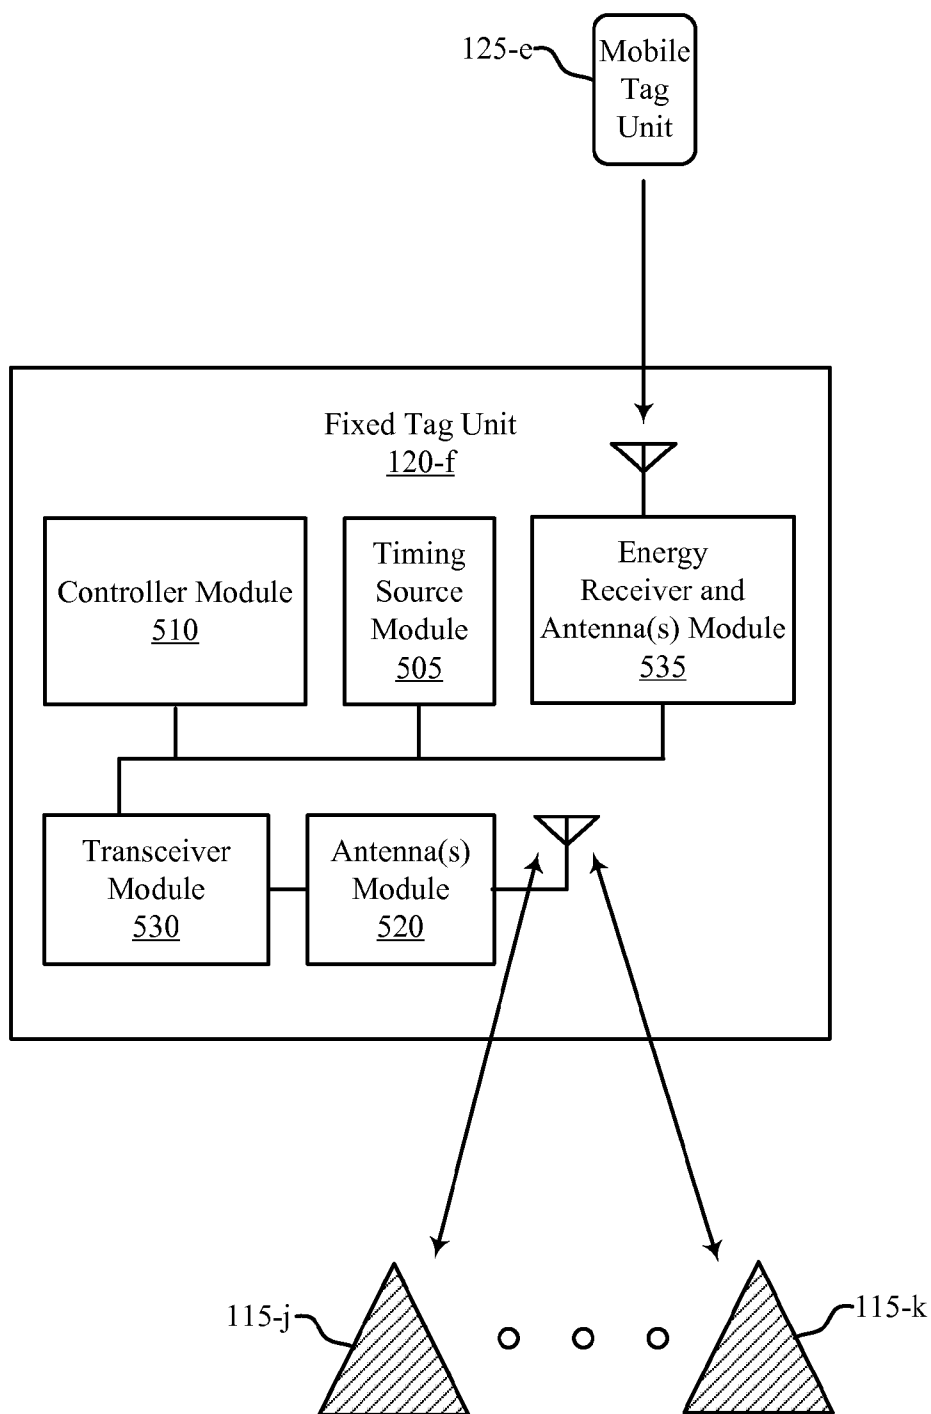 125-e
Mobile
Tag
Unit
Fixed Tag Unit
120-f
Controller Module
510
Timing
Source
Module
505
Energy
Receiver and
Antenna(s) Module
535
Transceiver
Module
530
Antenna(s)
Module
520
115-j
115-k